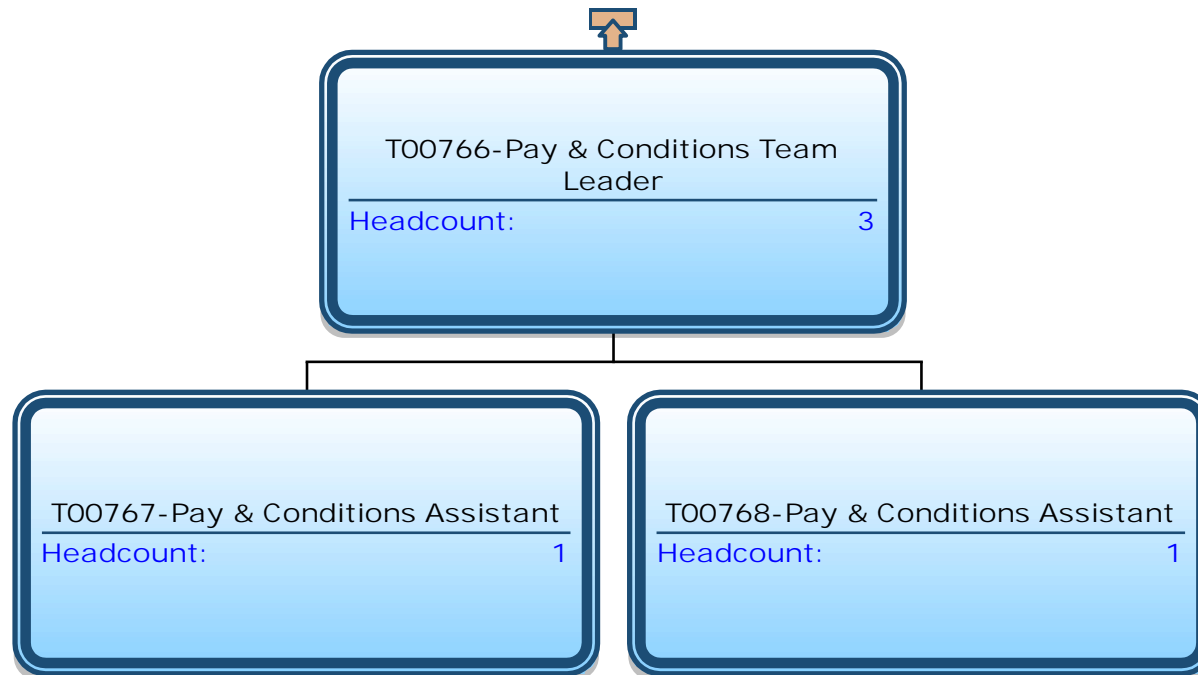 T00766-Pay & Conditions Team
Leader
Headcount: 3
T00767-Pay & Conditions Assistant
Headcount: 1
T00768-Pay & Conditions Assistant
Headcount: 1